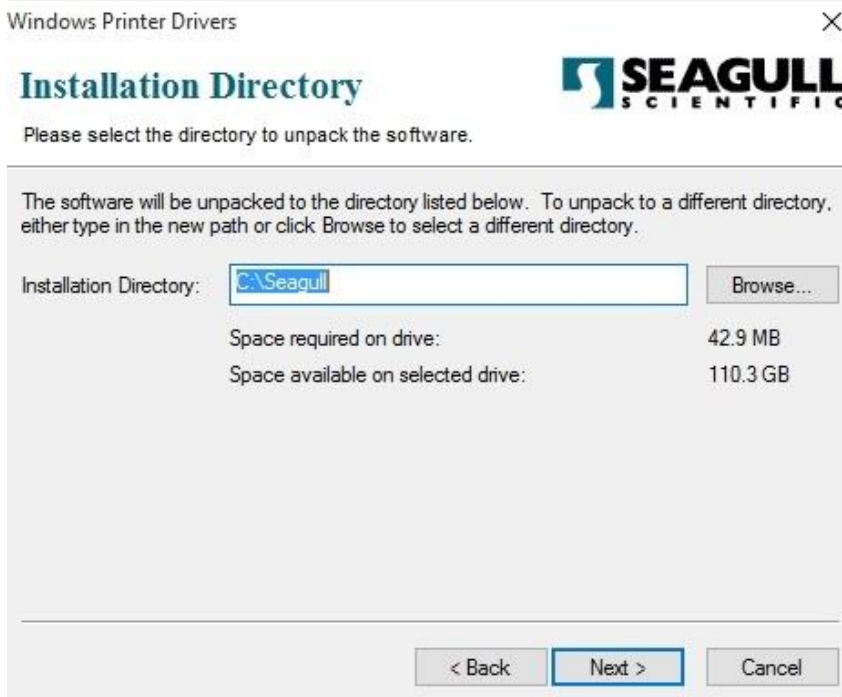 Windows Printer Drivers
Installation Directory
SEAGULL
SCIENTIFIC
Please select the directory to unpack the software.
The software will be unpacked to the directory listed below. To unpack to a different directory,
either type in the new path or click Browse to select a different directory.
Installation Directory: C:\Seagull Browse...
Space required on drive: 42.9 MB
Space available on selected drive: 110.3 GB
< Back Next > Cancel